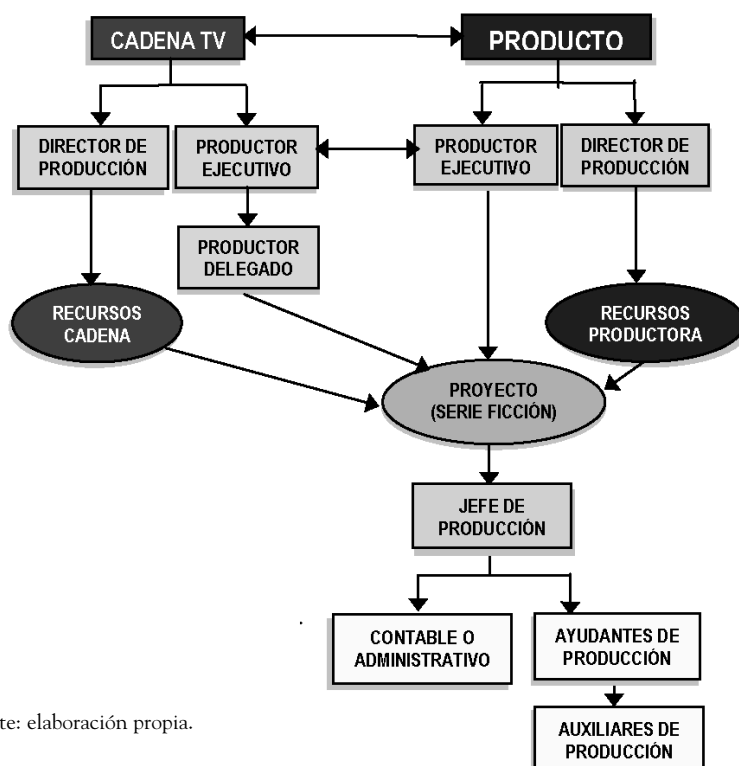 CADENA TV
PRODUCTO
DIRECTOR DE
PRODUCCIÓN
PRODUCTOR
EJECUTIVO
PRODUCTOR
EJECUTIVO
DIRECTOR DE
PRODUCCIÓN
PRODUCTOR
DELEGADO
RECURSOS
CADENA
RECURSOS
PRODUCTORA
PROYECTO
(SERIE FICCIÓN)
JEFE DE
PRODUCCIÓN
CONTABLE O
ADMINISTRATIVO
AYUDANTES DE
PRODUCCIÓN
te: elaboración propia.
AUXILIARES DE
PRODUCCIÓN